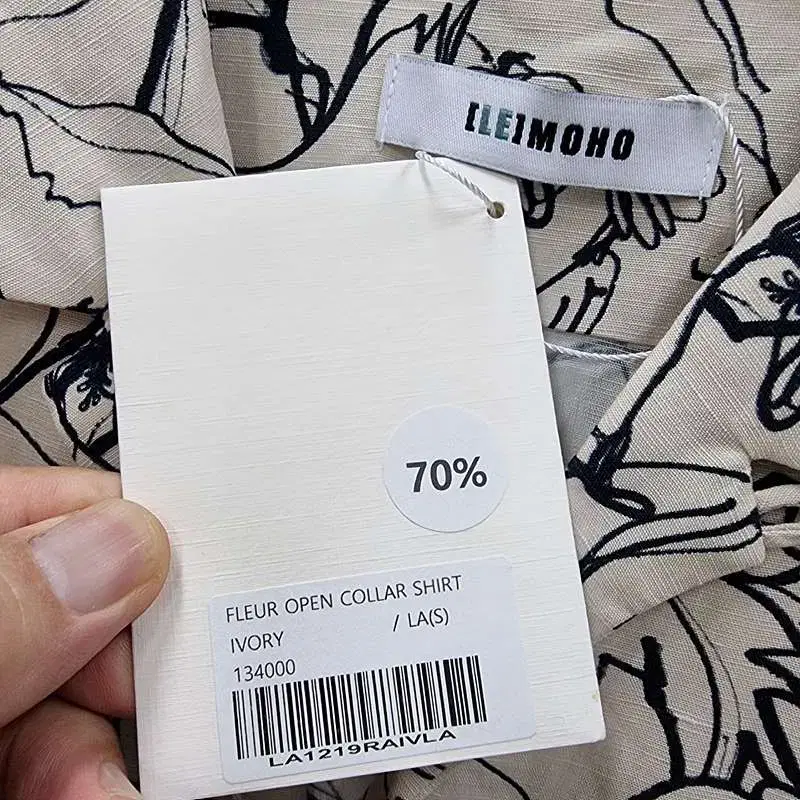 [LE]MOHO
70%
FLEUR OPEN COLLAR SHIRT
IVORY / LA(S)
134000
LA1219RAIVLA